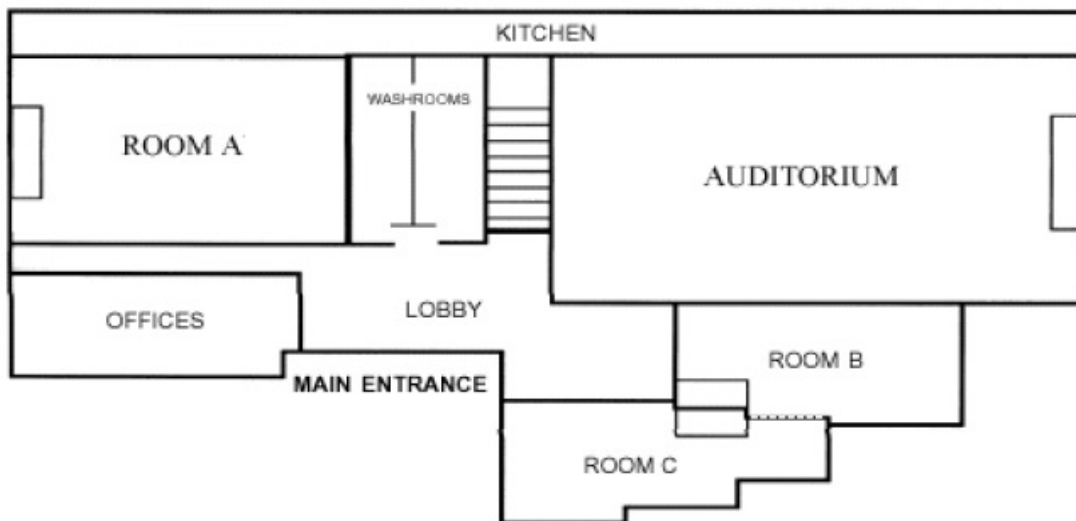 KITCHEN
WASHROOMS
ROOM A
AUDITORIUM
LOBBY
OFFICES
ROOM B
MAIN ENTRANCE
ROOM C